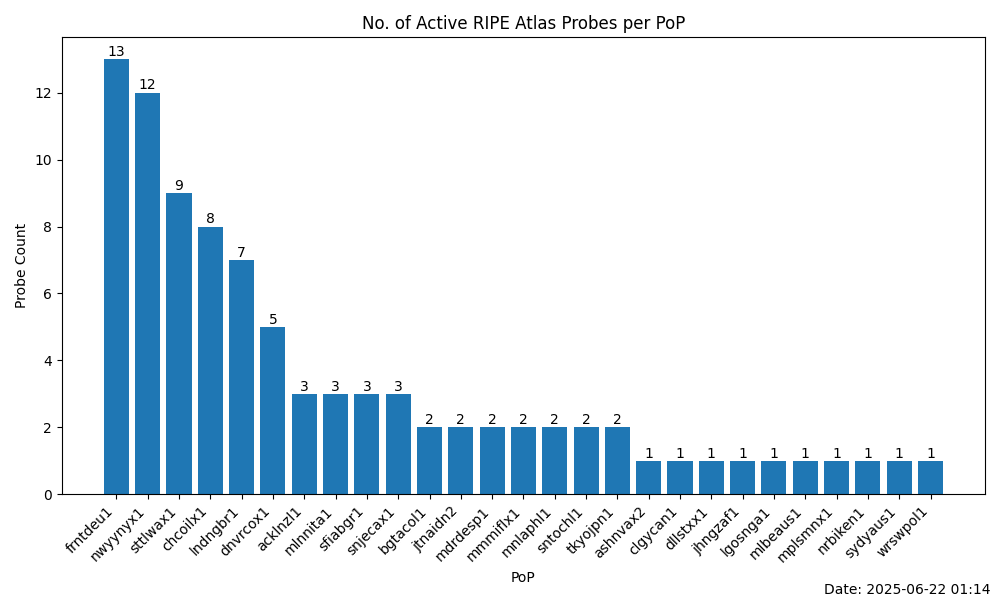 No. of Active RIPE Atlas Probes per PoP
13
12
9
8
7
5
3
3
3
3
2
2
2
2
2
2
2
1
1
1
1
1
1
1
1
1
1
12
10
8
6
4
2
0
Probe Count
frntdeu1
nwyynyx1
sttlwax1
chcoilx1
lndngbr1
dnvrcox1
acklnzl1
mlnnita1
sfiabgr1
snjecax1
bgtacol1
jtnaidn2
mdrdesp1
mnmiflx1
mnlaphl1
sntochl1
tkyojpn1
ashnvax2
clgycan1
dllstxx1
jhngzaf1
lgosnga1
mlbeaus1
mplsmnx1
nrbiken1
sydyaus1
wrswpol1
PoP
Date: 2025-06-22 01:14